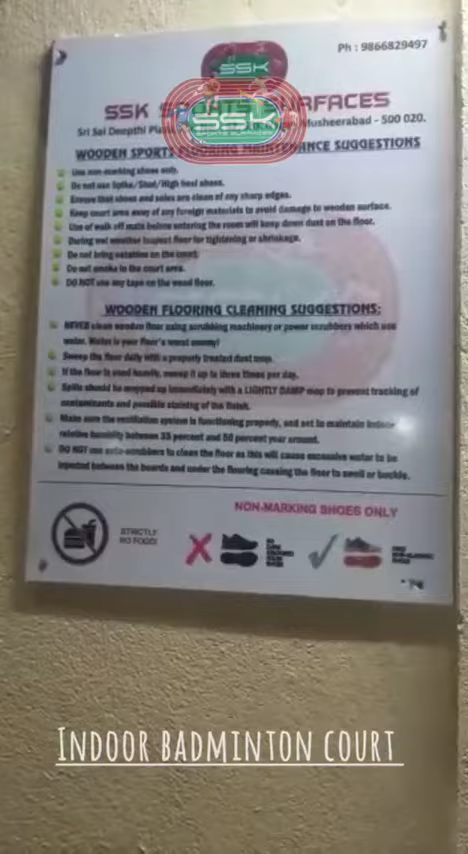 SSK
Ph : 9866829497
SSK SPORTS SURFACES
SSK
SPORTS SURFACES
Sri Sai Deepthi Musheerabad - 500 020.
WOODEN SPORTS MAINTENANCE SUGGESTIONS
Use non-marking shoes only.
Do not use Spike/Stud/High heel shoes.
Ensure that shoes and soles are clean of any sharp edges.
Keep court area away of any foreign materials to avoid damage to wooden surface.
Use of walk off mats before entering the room will keep down dust on the floor.
During wet weather inspect floor for tightening or shrinkage.
Do not bring eatables on the court.
Do not smoke in the court area.
DO NOT use any tape on the wood floor.
WOODEN FLOORING CLEANING SUGGESTIONS:
NEVER clean wooden floor using scrubbing machinery or power scrubbers which use
water. Water is your floor's worst enemy!
Sweep the floor daily with a properly treated dust mop.
If the floor is used heavily, sweep it up to three times per day.
Spills should be mopped up immediately with a LIGHTLY DAMP mop to prevent tracking of
contaminants and possible staining of the finish.
Make sure the ventilation system is functioning properly, and set to maintain indoor
relative humidity between 35 percent and 50 percent year around.
DO NOT use auto-scrubbers to clean the floor as this will cause excessive water to be
injected between the boards and under the flooring causing the floor to swell or buckle.
NON-MARKING SHOES ONLY
STRICTLY
NO FOOD!
INDOOR BADMINTON COURT